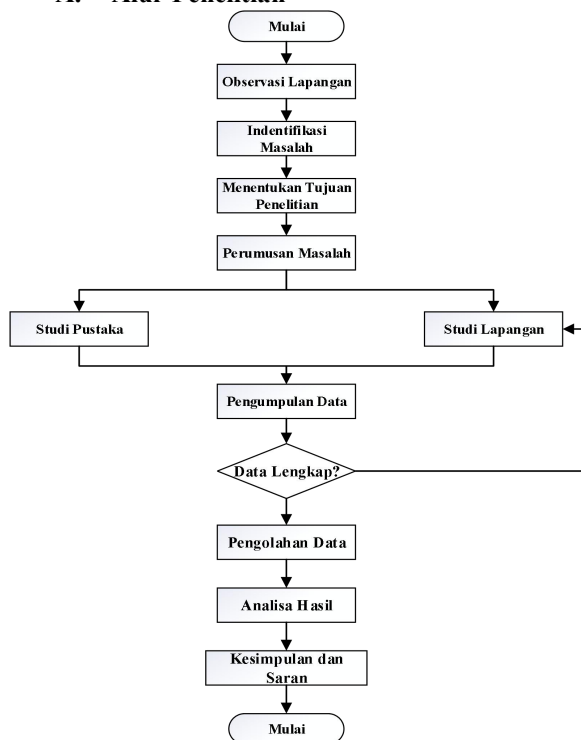 Mulai
Observasi Lapangan
Indentifikasi
Masalah
Menentukan Tujuan
Penelitian
Perumusan Masalah
Studi Pustaka
Studi Lapangan
Pengumpulan Data
Data Lengkap?
Pengolahan Data
Analisa Hasil
Kesimpulan dan
Saran
Mulai